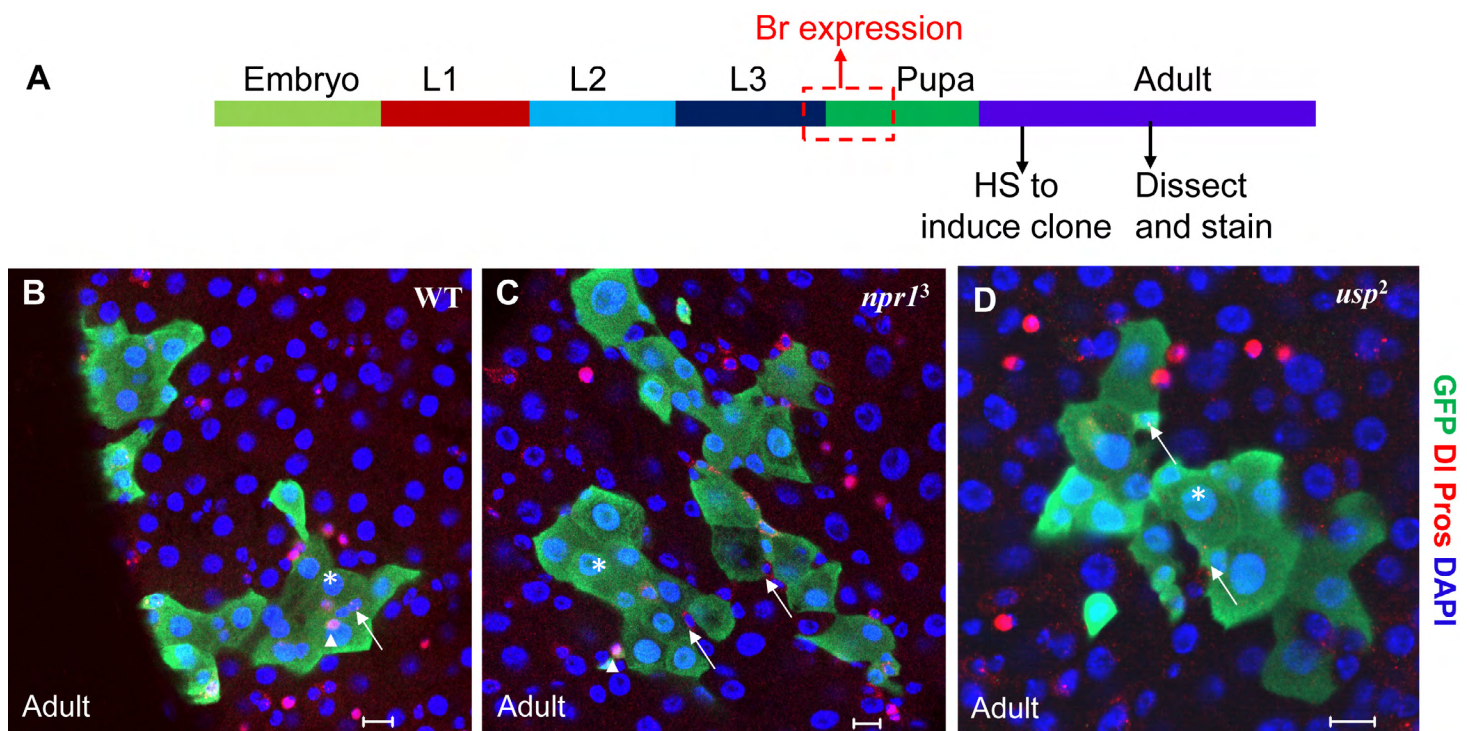 Br expression
A
Embryo L1 L2 L3 Pupa Adult
HS to
induce clone
Dissect
and stain
B WT
*
Adult
C npr1³
*
Adult
D usp²
*
GFP Dl Pros DAPI